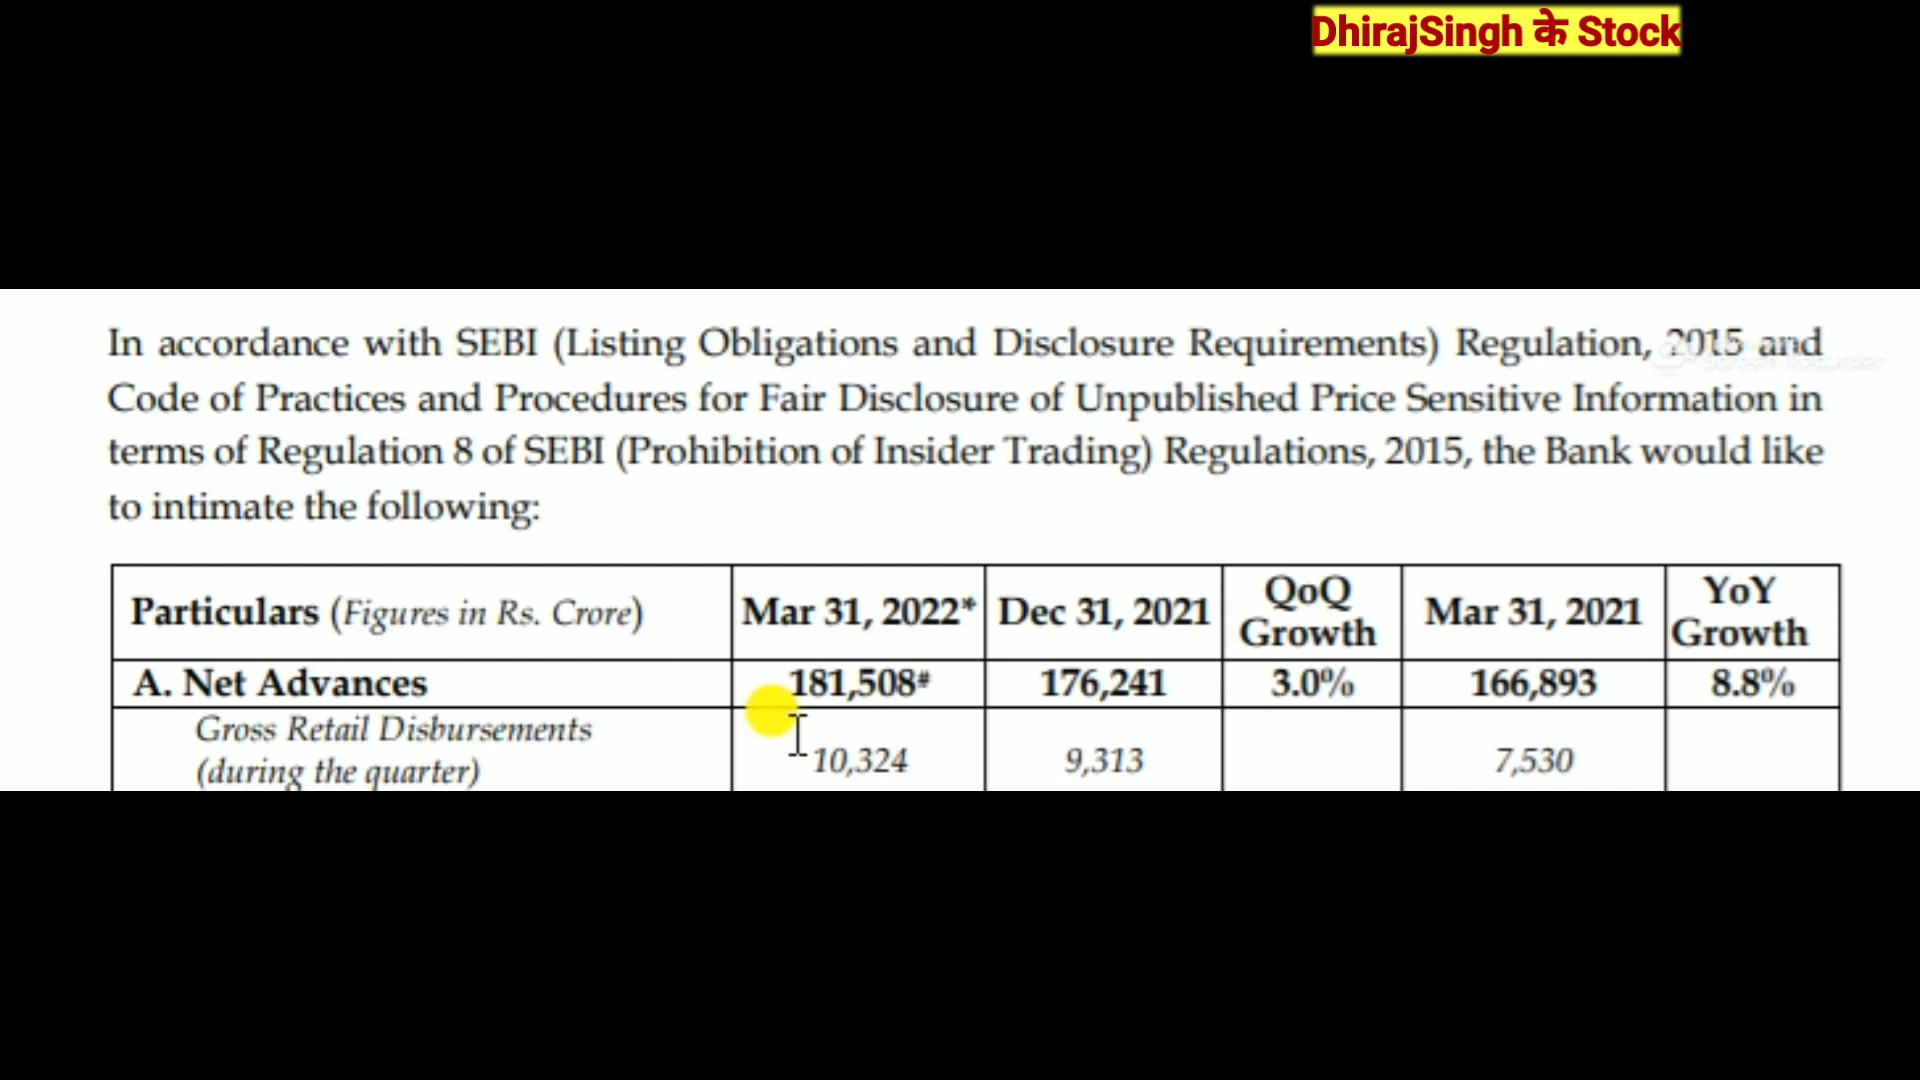 DhirajSingh के Stock
In accordance with SEBI (Listing Obligations and Disclosure Requirements) Regulation, 2015 and
Code of Practices and Procedures for Fair Disclosure of Unpublished Price Sensitive Information in
terms of Regulation 8 of SEBI (Prohibition of Insider Trading) Regulations, 2015, the Bank would like
to intimate the following:
Particulars (Figures in Rs. Crore) Mar 31, 2022* Dec 31, 2021 QoQ Growth Mar 31, 2021 YoY Growth
A. Net Advances 181,508# 176,241 3.0% 166,893 8.8%
Gross Retail Disbursements
(during the quarter) 10,324 9,313 7,530